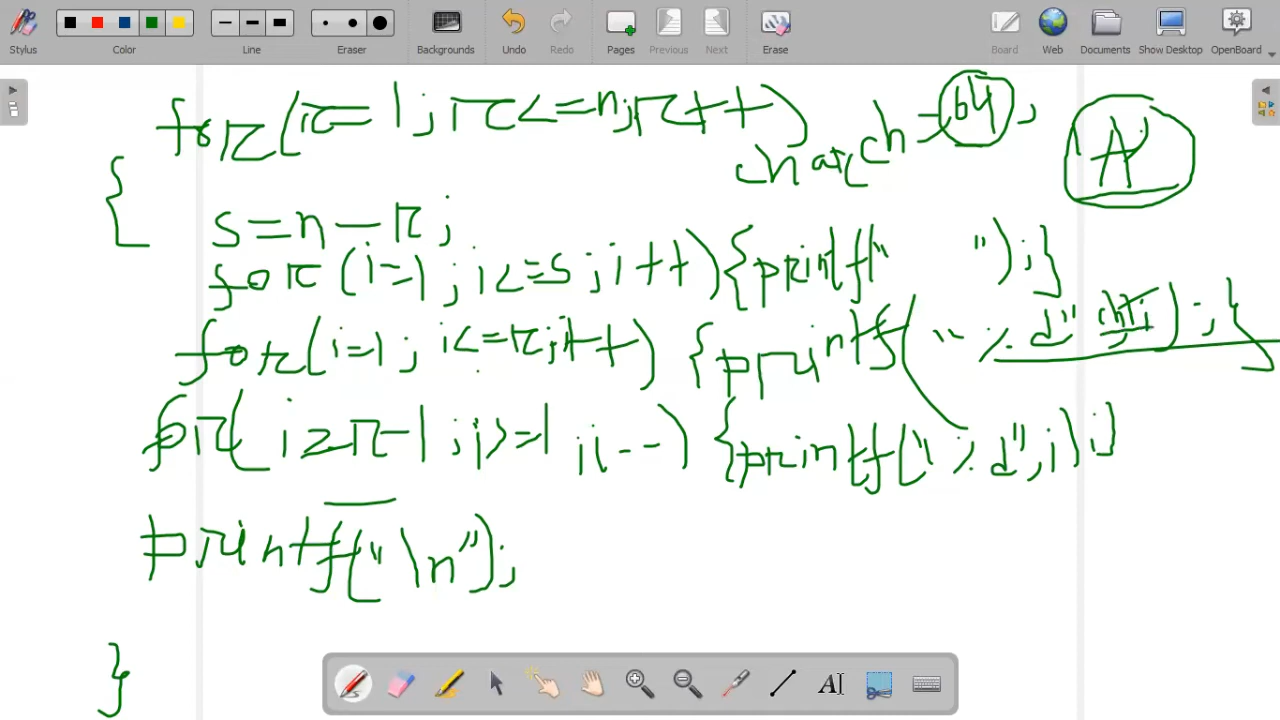 Stylus Color Line Eraser Backgrounds Undo Redo Pages Previous Next Erase Board Web Documents Show Desktop OpenBoard
for(r=1; r<=n; r++)
char ch=64;
A
{
s=n-r;
for(i=1; i<=s; i++){printf(" ");}
for(i=1; i<=r; i++) {printf("%d" );}
for(i=r-1; i>=1; i--) {printf("%d",i);}
printf("\n");
}